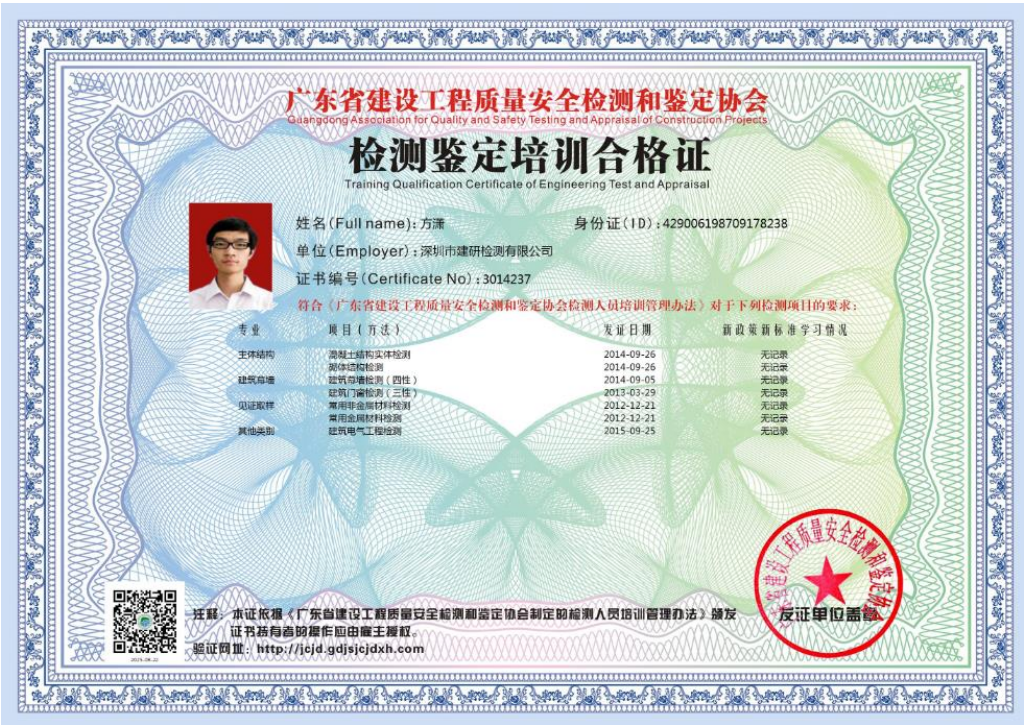 广东省建设工程质量安全检测和鉴定协会
Guangdong Association for Quality and Safety Testing and Appraisal of Construction Projects
检测鉴定培训合格证
Training Qualification Certificate of Engineering Test and Appraisal
姓名(Full name):方潇 身份证(ID):429006198709178238
单位(Employer):深圳市建研检测有限公司
证书编号(Certificate No):3014237
符合《广东省建设工程质量安全检测和鉴定协会检测人员培训管理办法》对于下列检测项目的要求:
专业 项目(方法) 发证日期 新政策新标准学习情况
主体结构 混凝土结构实体检测 2014-09-26 无记录
砌体结构检测 2014-09-26 无记录
建筑幕墙 建筑幕墙检测(四性) 2014-09-05 无记录
建筑门窗检测(三性) 2013-03-29 无记录
见证取样 常用非金属材料检测 2012-12-21 无记录
常用金属材料检测 2012-12-21 无记录
其他类别 建筑电气工程检测 2015-09-25 无记录
省建设工程质量安全检测和鉴定协
发证单位盖章
注释:本证依据《广东省建设工程质量安全检测和鉴定协会制定的检测人员培训管理办法》颁发
证书持有者的操作应由雇主授权。
验证网址:http://jcjd.gdjsjcjdxh.com